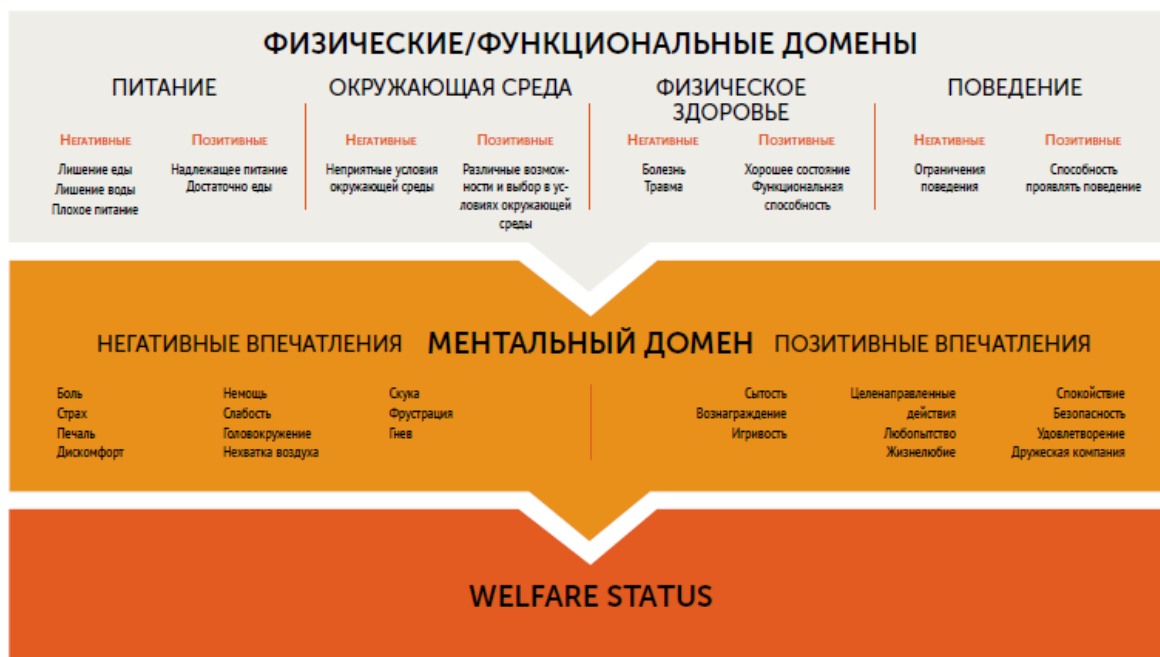 ФИЗИЧЕСКИЕ/ФУНКЦИОНАЛЬНЫЕ ДОМЕНЫ
ПИТАНИЕ
Негативные
Лишение еды
Лишение воды
Плохое питание
Позитивные
Надлежащее питание
Достаточно еды
ОКРУЖАЮЩАЯ СРЕДА
Негативные
Неприятные условия
окружающей среды
Позитивные
Различные возмож-
ности и выбор в ус-
ловиях окружающей
среды
ФИЗИЧЕСКОЕ
ЗДОРОВЬЕ
Негативные
Болезнь
Травма
Позитивные
Хорошее состояние
Функциональная
способность
ПОВЕДЕНИЕ
Негативные
Ограничения
поведения
Позитивные
Способность
проявлять поведение
НЕГАТИВНЫЕ ВПЕЧАТЛЕНИЯ МЕНТАЛЬНЫЙ ДОМЕН ПОЗИТИВНЫЕ ВПЕЧАТЛЕНИЯ
Боль
Страх
Печаль
Дискомфорт
Немощь
Слабость
Головокружение
Нехватка воздуха
Скука
Фрустрация
Гнев
Сытость
Вознаграждение
Игривость
Целенаправленные
действия
Любопытство
Жизнелюбие
Спокойствие
Безопасность
Удовлетворение
Дружеская компания
WELFARE STATUS